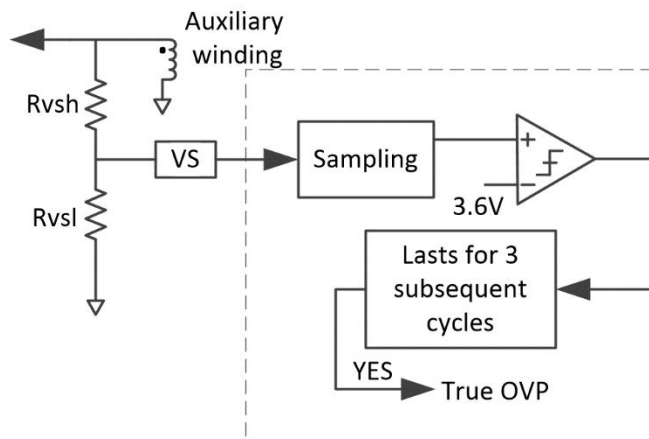 Auxiliary
winding
Rvsh
VS
Sampling
+
−
3.6V
Rvsl
Lasts for 3
subsequent
cycles
YES
True OVP